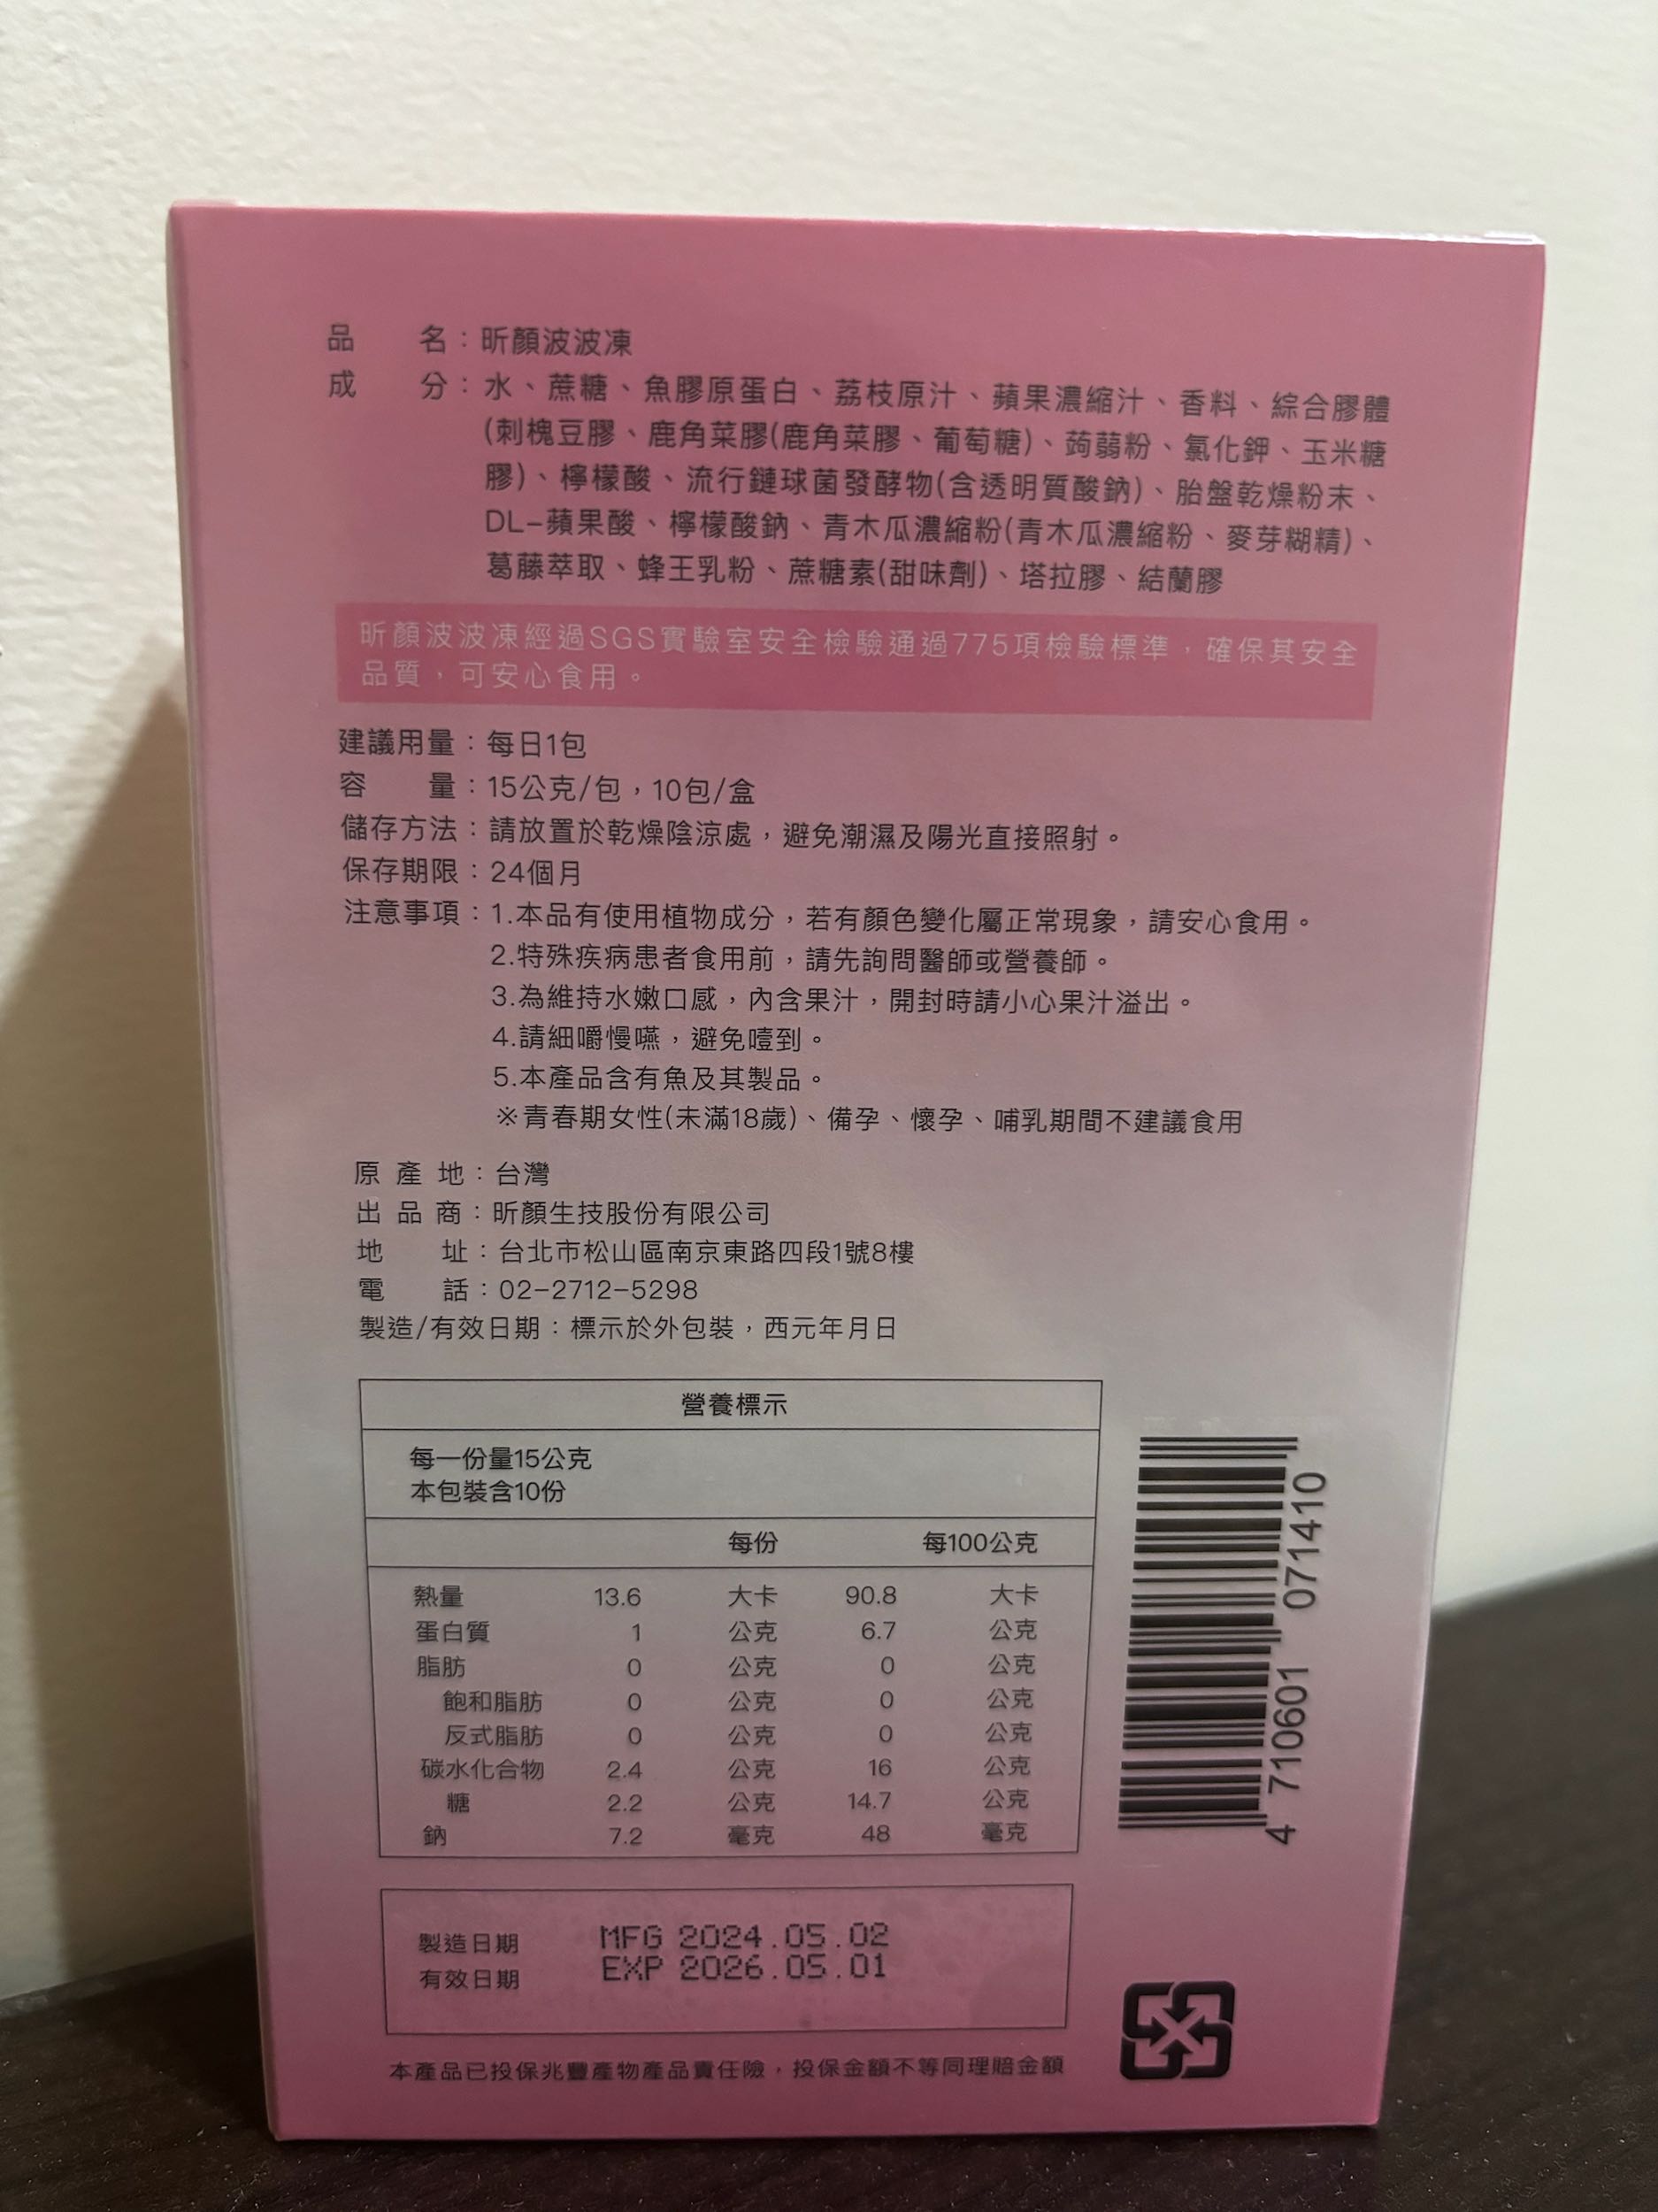 品　　名：昕顏波波凍
成　　分：水、蔗糖、魚膠原蛋白、荔枝原汁、蘋果濃縮汁、香料、綜合膠體
(刺槐豆膠、鹿角菜膠(鹿角菜膠、葡萄糖)、蒟蒻粉、氯化鉀、玉米糖
膠)、檸檬酸、流行鏈球菌發酵物(含透明質酸鈉)、胎盤乾燥粉末、
DL-蘋果酸、檸檬酸鈉、青木瓜濃縮粉(青木瓜濃縮粉、麥芽糊精)、
葛藤萃取、蜂王乳粉、蔗糖素(甜味劑)、塔拉膠、結蘭膠
昕顏波波凍經過SGS實驗室安全檢驗通過775項檢驗標準，確保其安全
品質，可安心食用。
建議用量：每日1包
容　　量：15公克/包，10包/盒
儲存方法：請放置於乾燥陰涼處，避免潮濕及陽光直接照射。
保存期限：24個月
注意事項：1.本品有使用植物成分，若有顏色變化屬正常現象，請安心食用。
2.特殊疾病患者食用前，請先詢問醫師或營養師。
3.為維持水嫩口感，內含果汁，開封時請小心果汁溢出。
4.請細嚼慢嚥，避免噎到。
5.本產品含有魚及其製品。
※青春期女性(未滿18歲)、備孕、懷孕、哺乳期間不建議食用
原 產 地：台灣
出 品 商：昕顏生技股份有限公司
地　　址：台北市松山區南京東路四段1號8樓
電　　話：02-2712-5298
製造/有效日期：標示於外包裝，西元年月日
營養標示
每一份量15公克
本包裝含10份
每份 每100公克
熱量 13.6 大卡 90.8 大卡
蛋白質 1 公克 6.7 公克
脂肪 0 公克 0 公克
飽和脂肪 0 公克 0 公克
反式脂肪 0 公克 0 公克
碳水化合物 2.4 公克 16 公克
糖 2.2 公克 14.7 公克
鈉 7.2 毫克 48 毫克
4 710601 071410
製造日期 MFG 2024.05.02
有效日期 EXP 2026.05.01
本產品已投保兆豐產物產品責任險，投保金額不等同理賠金額